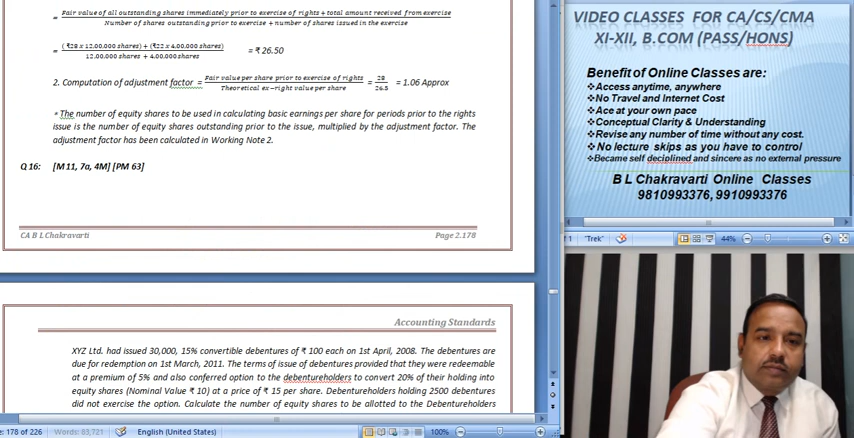 = Fair value of all outstanding shares immediately prior to exercise of rights + total amount received from exercise
Number of shares outstanding prior to exercise + number of shares issued in the exercise
= (₹28 x 12,00,000 shares) + (₹22 x 4,00,000 shares) = ₹ 26.50
12,00,000 shares + 4,00,000 shares
2. Computation of adjustment factor = Fair value per share prior to exercise of rights = 28 = 1.06 Approx
Theoretical ex-right value per share 26.5
* The number of equity shares to be used in calculating basic earnings per share for periods prior to the rights
issue is the number of equity shares outstanding prior to the issue, multiplied by the adjustment factor. The
adjustment factor has been calculated in Working Note 2.
Q 16: [M 11, 7a, 4M] [PM 63]
CA B L Chakravarti Page 2.178
Accounting Standards
XYZ Ltd. had issued 30,000, 15% convertible debentures of ₹ 100 each on 1st April, 2008. The debentures are
due for redemption on 1st March, 2011. The terms of issue of debentures provided that they were redeemable
at a premium of 5% and also conferred option to the debentureholders to convert 20% of their holding into
equity shares (Nominal Value ₹ 10) at a price of ₹ 15 per share. Debentureholders holding 2500 debentures
did not exercise the option. Calculate the number of equity shares to be allotted to the Debentureholders
e: 178 of 226 Words: 83,721 English (United States) 100%
VIDEO CLASSES FOR CA/CS/CMA
XI-XII, B.COM (PASS/HONS)
Benefit of Online Classes are:
❖Access anytime, anywhere
❖No Travel and Internet Cost
❖Ace at your own pace
❖Conceptual Clarity & Understanding
❖Revise any number of time without any cost.
❖No lecture skips as you have to control
❖Became self deciplined and sincere as no external pressure
B L Chakravarti Online Classes
9810993376, 9910993376
f 1 "Trek" 44%